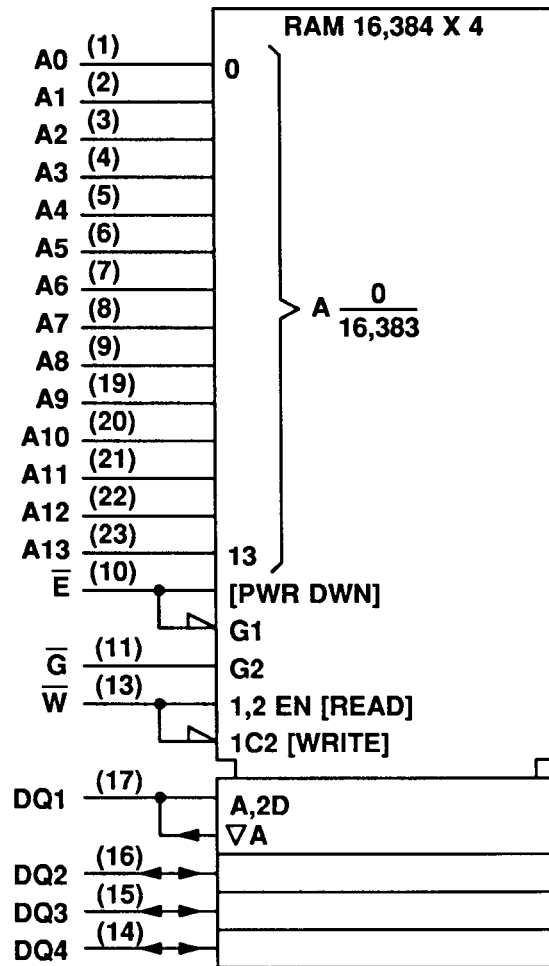 RAM 16,384 X 4
A0 (1) 0
A1 (2)
A2 (3)
A3 (4)
A4 (5)
A5 (6)
A6 (7)
A7 (8)
A 0
16,383
A8 (9)
A9 (19)
A10 (20)
A11 (21)
A12 (22)
A13 (23) 13
E̅ (10) [PWR DWN]
G1
G̅ (11) G2
W̅ (13) 1,2 EN [READ]
1C2 [WRITE]
DQ1 (17) A,2D
▽A
DQ2 (16)
DQ3 (15)
DQ4 (14)